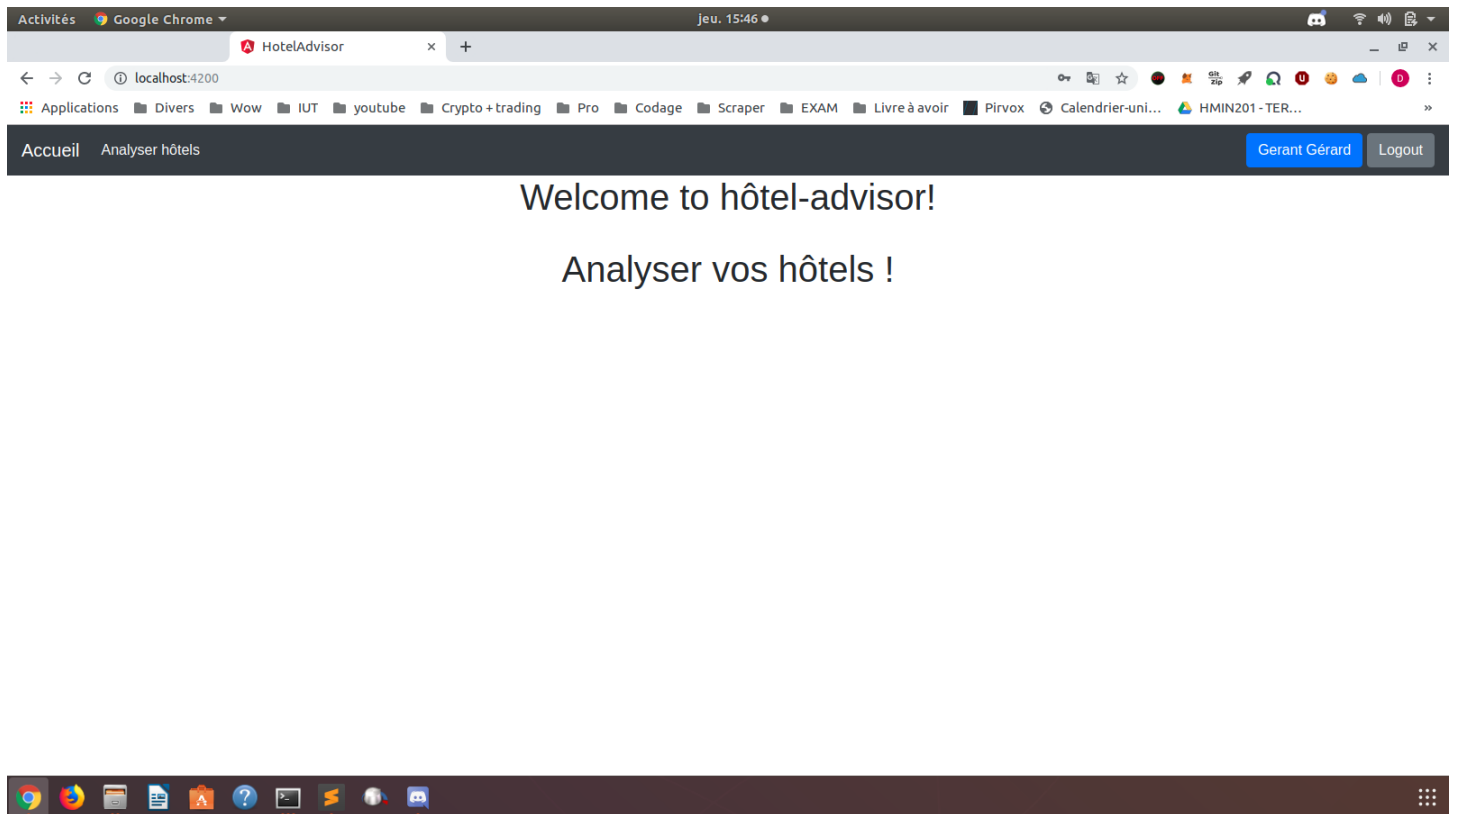 Activités Google Chrome jeu. 15:46
HotelAdvisor
localhost:4200
Applications Divers Wow IUT youtube Crypto+trading Pro Codage Scraper EXAM Livre à avoir Pirvox Calendrier-uni... HMIN201 - TER... »
Accueil Analyser hôtels Gerant Gérard Logout
Welcome to hôtel-advisor!
Analyser vos hôtels !